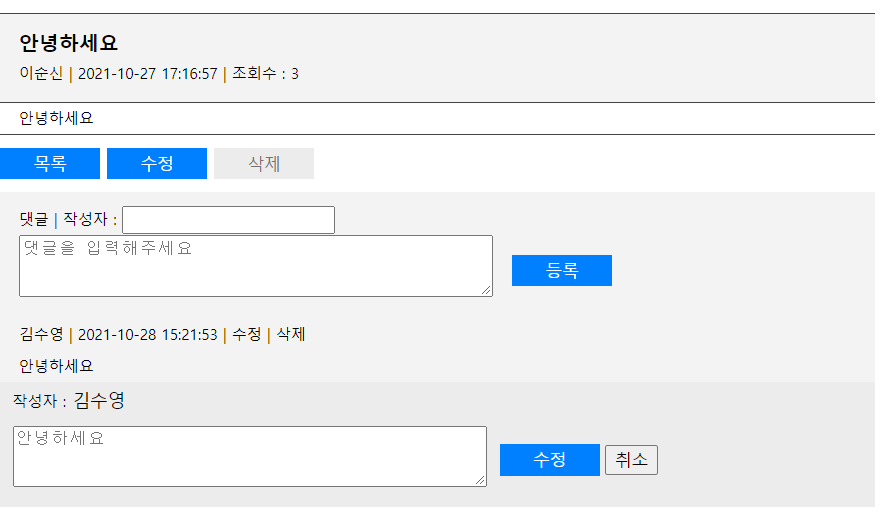 안녕하세요
이순신 | 2021-10-27 17:16:57 | 조회수 : 3
안녕하세요
목록 수정 삭제
댓글 | 작성자 :
댓글을 입력해주세요
등록
김수영 | 2021-10-28 15:21:53 | 수정 | 삭제
안녕하세요
작성자 : 김수영
안녕하세요
수정 취소